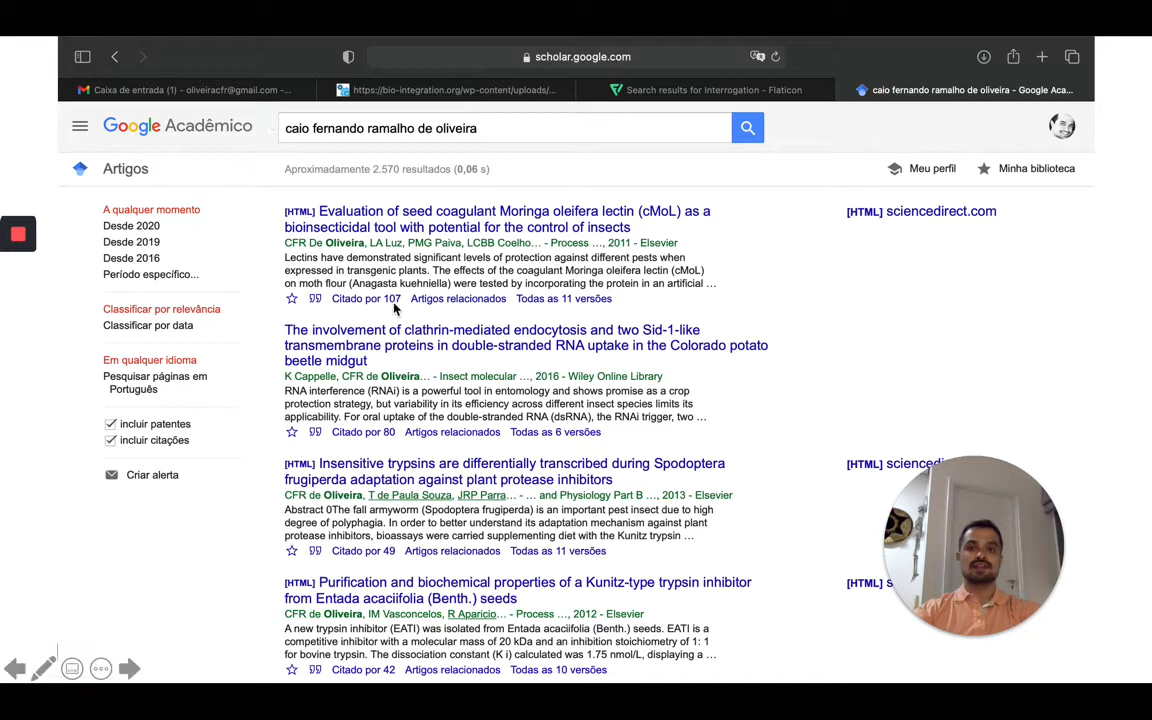 scholar.google.com
Caixa de entrada (1) - oliveiracfr@gmail.com -...
https://bio-integration.org/wp-content/uploads/...
Search results for Interrogation - Flaticon
caio fernando ramalho de oliveira - Google Aca...
Google Acadêmico
caio fernando ramalho de oliveira
Artigos
Aproximadamente 2.570 resultados (0,06 s)
Meu perfil
Minha biblioteca
A qualquer momento
Desde 2020
Desde 2019
Desde 2016
Período específico...
Classificar por relevância
Classificar por data
Em qualquer idioma
Pesquisar páginas em
Português
incluir patentes
incluir citações
Criar alerta
[HTML] Evaluation of seed coagulant Moringa oleifera lectin (cMoL) as a
bioinsecticidal tool with potential for the control of insects
CFR De Oliveira, LA Luz, PMG Paiva, LCBB Coelho... - Process ..., 2011 - Elsevier
Lectins have demonstrated significant levels of protection against different pests when
expressed in transgenic plants. The effects of the coagulant Moringa oleifera lectin (cMoL)
on moth flour (Anagasta kuehniella) were tested by incorporating the protein in an artificial ...
Citado por 107 Artigos relacionados Todas as 11 versões
[HTML] sciencedirect.com
The involvement of clathrin-mediated endocytosis and two Sid-1-like
transmembrane proteins in double-stranded RNA uptake in the Colorado potato
beetle midgut
K Cappelle, CFR de Oliveira... - Insect molecular ..., 2016 - Wiley Online Library
RNA interference (RNAi) is a powerful tool in entomology and shows promise as a crop
protection strategy, but variability in its efficiency across different insect species limits its
applicability. For oral uptake of the double-stranded RNA (dsRNA), the RNAi trigger, two ...
Citado por 80 Artigos relacionados Todas as 6 versões
[HTML] Insensitive trypsins are differentially transcribed during Spodoptera
frugiperda adaptation against plant protease inhibitors
CFR de Oliveira, T de Paula Souza, JRP Parra... - ... and Physiology Part B ..., 2013 - Elsevier
Abstract 0The fall armyworm (Spodoptera frugiperda) is an important pest insect due to high
degree of polyphagia. In order to better understand its adaptation mechanism against plant
protease inhibitors, bioassays were carried supplementing diet with the Kunitz trypsin ...
Citado por 49 Artigos relacionados Todas as 11 versões
[HTML]
[HTML] Purification and biochemical properties of a Kunitz-type trypsin inhibitor
from Entada acaciifolia (Benth.) seeds
CFR de Oliveira, IM Vasconcelos, R Aparicio... - Process ..., 2012 - Elsevier
A new trypsin inhibitor (EATI) was isolated from Entada acaciifolia (Benth.) seeds. EATI is a
competitive inhibitor with a molecular mass of 20 kDa and an inhibition stoichiometry of 1: 1
for bovine trypsin. The dissociation constant (K i) calculated was 1.75 nmol/L, displaying a ...
Citado por 42 Artigos relacionados Todas as 10 versões
[HTML]